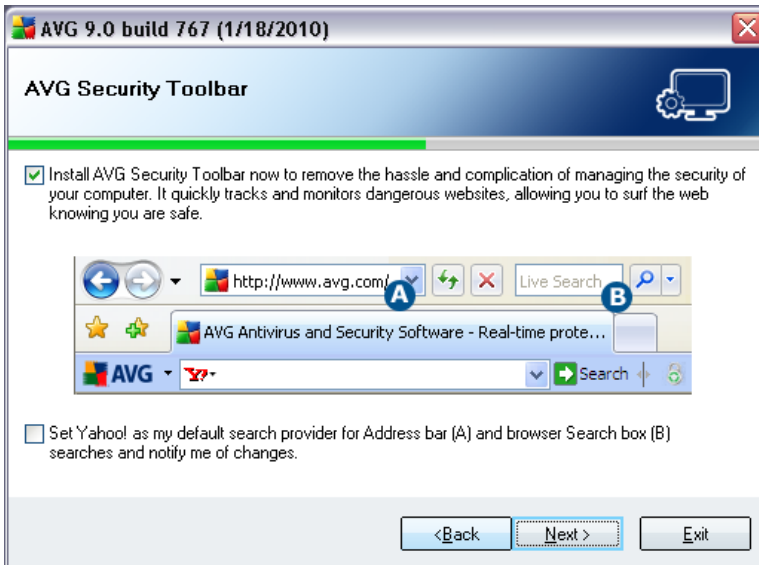 AVG 9.0 build 767 (1/18/2010)
AVG Security Toolbar
Install AVG Security Toolbar now to remove the hassle and complication of managing the security of
your computer. It quickly tracks and monitors dangerous websites, allowing you to surf the web
knowing you are safe.
http://www.avg.com/ A Live Search B
AVG Antivirus and Security Software - Real-time prote...
AVG Y! Search
Set Yahoo! as my default search provider for Address bar (A) and browser Search box (B)
searches and notify me of changes.
<Back Next > Exit